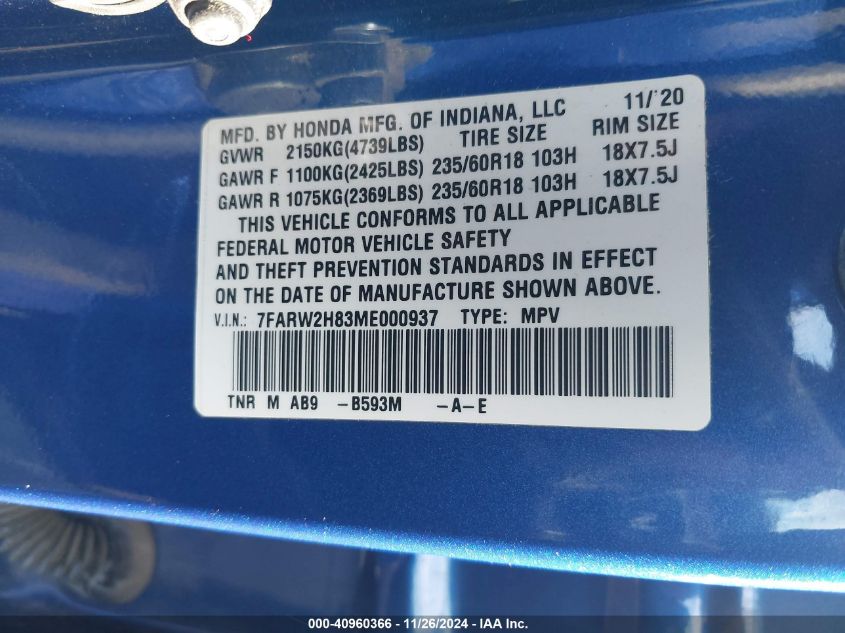 MFD. BY HONDA MFG. OF INDIANA, LLC 11/'20
GVWR 2150KG(4739LBS) TIRE SIZE RIM SIZE
GAWR F 1100KG(2425LBS) 235/60R18 103H 18X7.5J
GAWR R 1075KG(2369LBS) 235/60R18 103H 18X7.5J
THIS VEHICLE CONFORMS TO ALL APPLICABLE
FEDERAL MOTOR VEHICLE SAFETY
AND THEFT PREVENTION STANDARDS IN EFFECT
ON THE DATE OF MANUFACTURE SHOWN ABOVE.
V.I.N.: 7FARW2H83ME000937 TYPE: MPV
TNR M AB9 -B593M -A-E
000-40960366 - 11/26/2024 - IAA Inc.